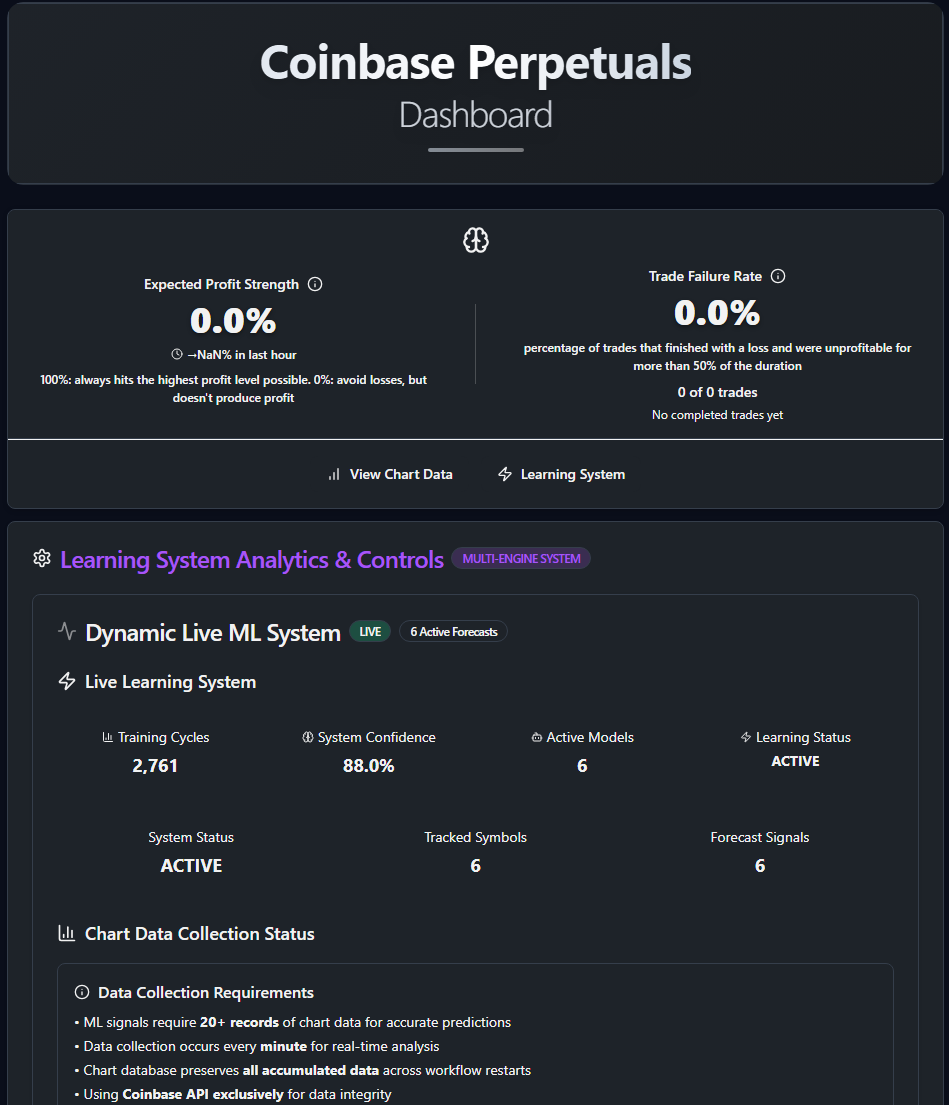 Coinbase Perpetuals
Dashboard
Expected Profit Strength
0.0%
→NaN% in last hour
100%: always hits the highest profit level possible. 0%: avoid losses, but
doesn't produce profit
Trade Failure Rate
0.0%
percentage of trades that finished with a loss and were unprofitable for
more than 50% of the duration
0 of 0 trades
No completed trades yet
View Chart Data
Learning System
Learning System Analytics & Controls
MULTI-ENGINE SYSTEM
Dynamic Live ML System
LIVE
6 Active Forecasts
Live Learning System
Training Cycles
2,761
System Confidence
88.0%
Active Models
6
Learning Status
ACTIVE
System Status
ACTIVE
Tracked Symbols
6
Forecast Signals
6
Chart Data Collection Status
Data Collection Requirements
• ML signals require 20+ records of chart data for accurate predictions
• Data collection occurs every minute for real-time analysis
• Chart database preserves all accumulated data across workflow restarts
• Using Coinbase API exclusively for data integrity